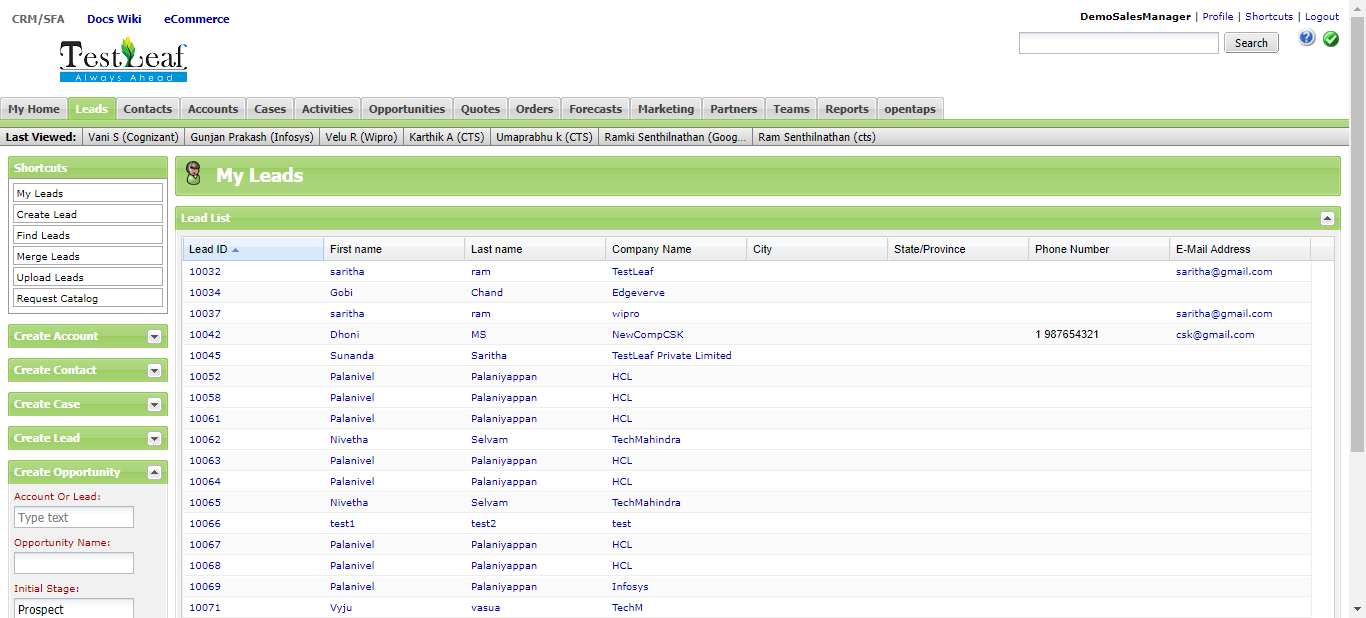 CRM/SFA Docs Wiki eCommerce
DemoSalesManager | Profile | Shortcuts | Logout
Search
TestLeaf
Always Ahead
My Home Leads Contacts Accounts Cases Activities Opportunities Quotes Orders Forecasts Marketing Partners Teams Reports opentaps
Last Viewed: Vani S (Cognizant) Gunjan Prakash (Infosys) Velu R (Wipro) Karthik A (CTS) Umaprabhu k (CTS) Ramki Senthilnathan (Goog... Ram Senthilnathan (cts)
Shortcuts
My Leads
Create Lead
Find Leads
Merge Leads
Upload Leads
Request Catalog
Create Account
Create Contact
Create Case
Create Lead
Create Opportunity
Account Or Lead:
Type text
Opportunity Name:
Initial Stage:
Prospect
My Leads
Lead List
Lead ID First name Last name Company Name City State/Province Phone Number E-Mail Address
10032 saritha ram TestLeaf saritha@gmail.com
10034 Gobi Chand Edgeverve
10037 saritha ram wipro saritha@gmail.com
10042 Dhoni MS NewCompCSK 1 987654321 csk@gmail.com
10045 Sunanda Saritha TestLeaf Private Limited
10052 Palanivel Palaniyappan HCL
10058 Palanivel Palaniyappan HCL
10061 Palanivel Palaniyappan HCL
10062 Nivetha Selvam TechMahindra
10063 Palanivel Palaniyappan HCL
10064 Palanivel Palaniyappan HCL
10065 Nivetha Selvam TechMahindra
10066 test1 test2 test
10067 Palanivel Palaniyappan HCL
10068 Palanivel Palaniyappan HCL
10069 Palanivel Palaniyappan Infosys
10071 Vyju vasua TechM